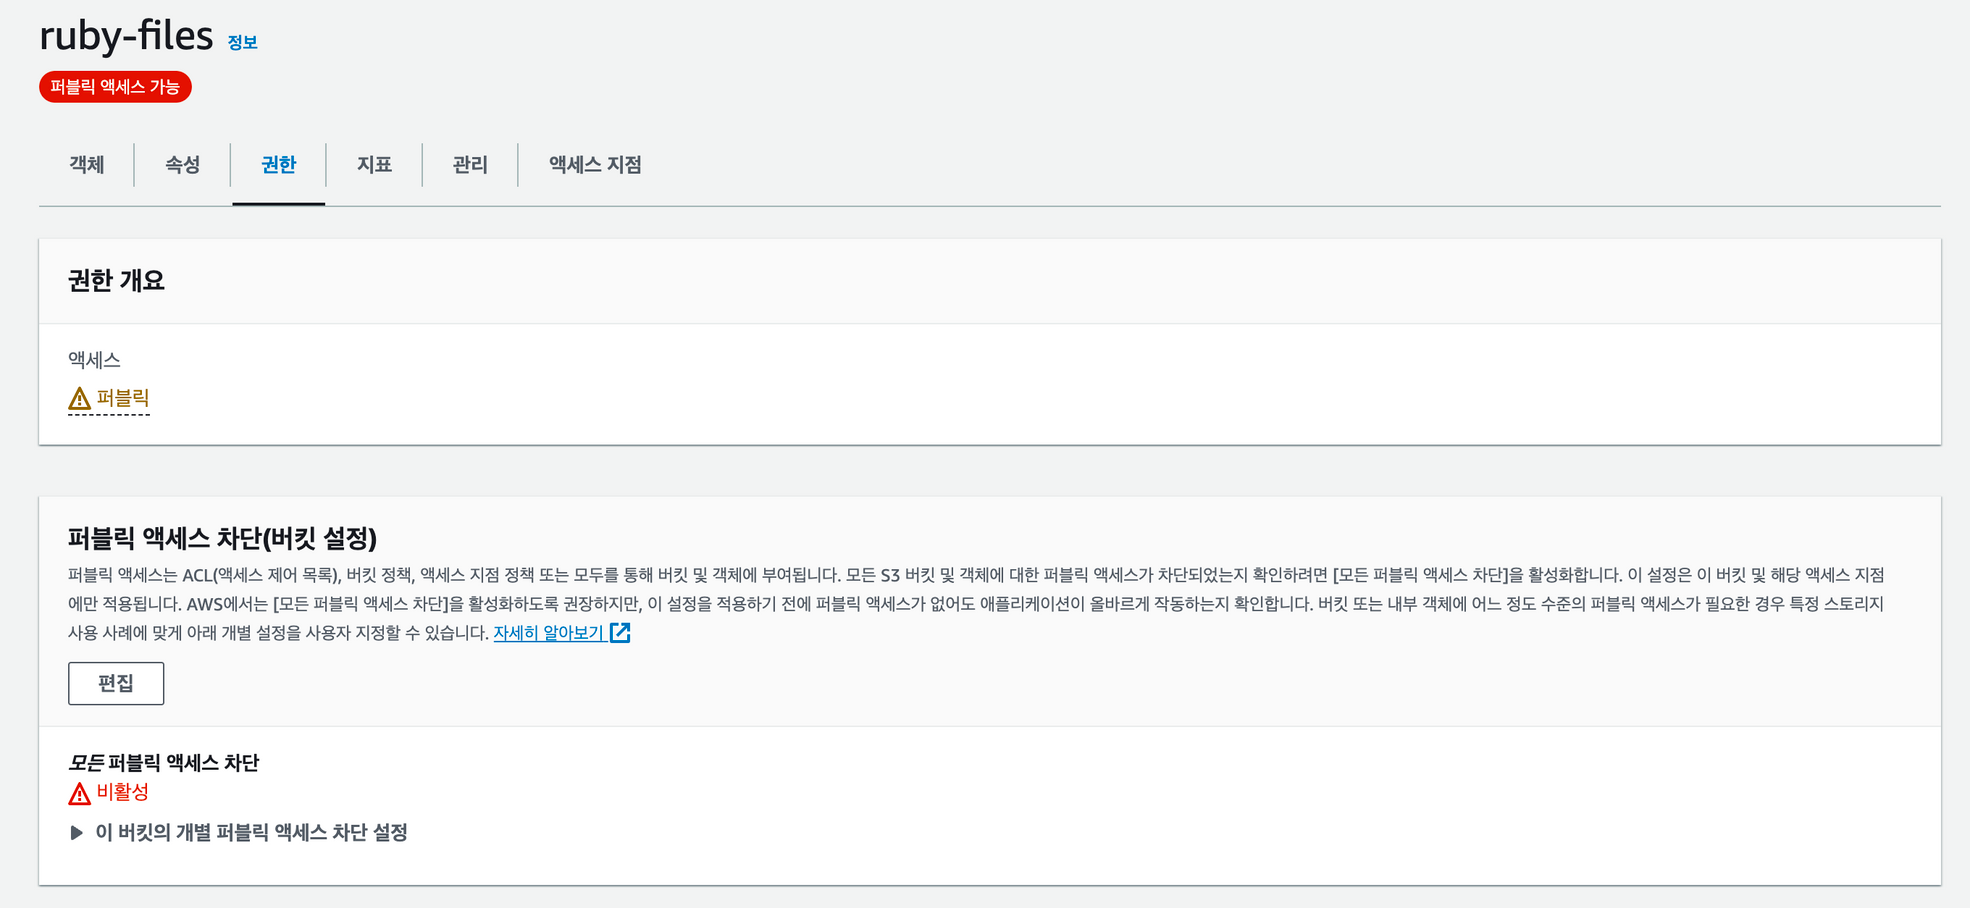 ruby-files 정보
퍼블릭 액세스 가능
객체 속성 권한 지표 관리 액세스 지점
권한 개요
액세스
퍼블릭
퍼블릭 액세스 차단(버킷 설정)
퍼블릭 액세스는 ACL(액세스 제어 목록), 버킷 정책, 액세스 지점 정책 또는 모두를 통해 버킷 및 객체에 부여됩니다. 모든 S3 버킷 및 객체에 대한 퍼블릭 액세스가 차단되었는지 확인하려면 [모든 퍼블릭 액세스 차단]을 활성화합니다. 이 설정은 이 버킷 및 해당 액세스 지점
에만 적용됩니다. AWS에서는 [모든 퍼블릭 액세스 차단]을 활성화하도록 권장하지만, 이 설정을 적용하기 전에 퍼블릭 액세스가 없어도 애플리케이션이 올바르게 작동하는지 확인합니다. 버킷 또는 내부 객체에 어느 정도 수준의 퍼블릭 액세스가 필요한 경우 특정 스토리지
사용 사례에 맞게 아래 개별 설정을 사용자 지정할 수 있습니다. 자세히 알아보기
편집
모든 퍼블릭 액세스 차단
비활성
이 버킷의 개별 퍼블릭 액세스 차단 설정